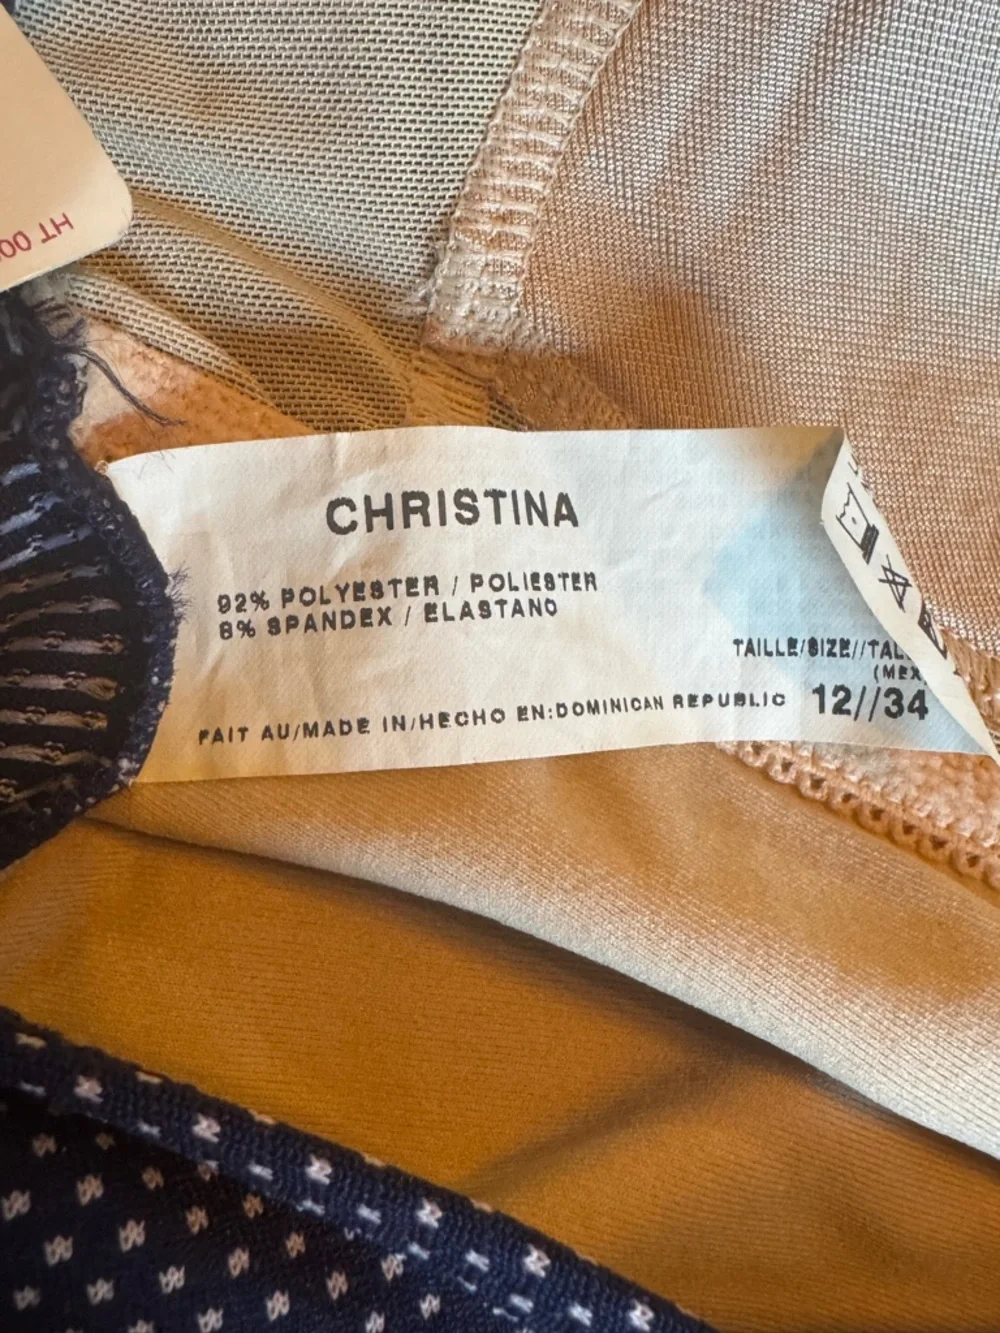 HT 00
CHRISTINA
92% POLYESTER / POLIESTER
8% SPANDEX / ELASTANO
TAILLE/SIZE//TAL
(MEX
FAIT AU/MADE IN/HECHO EN:DOMINICAN REPUBLIC 12//34